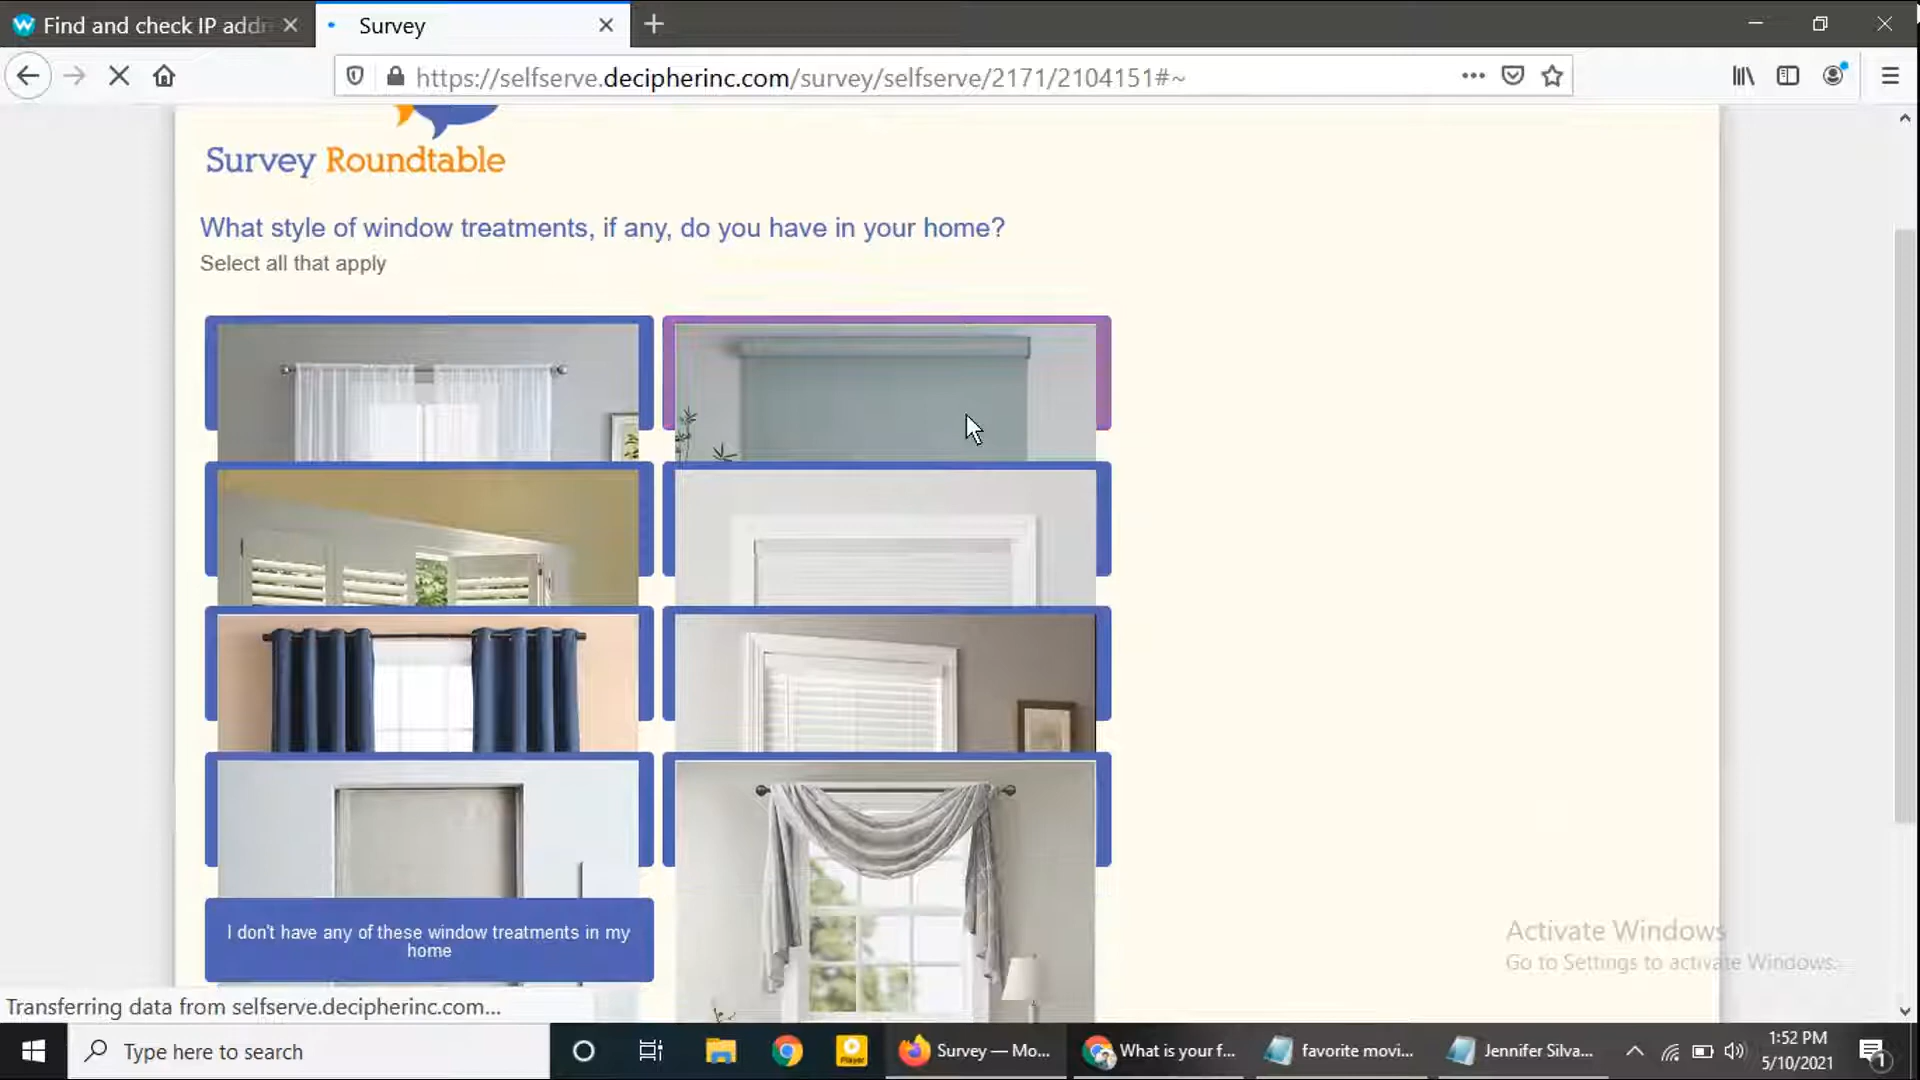 Find and check IP addr
Survey
https://selfserve.decipherinc.com/survey/selfserve/2171/2104151#~
Survey Roundtable
What style of window treatments, if any, do you have in your home?
Select all that apply
I don't have any of these window treatments in my
home
Activate Windows
Go to Settings to activate Windows.
Transferring data from selfserve.decipherinc.com...
Type here to search
Player
Survey — Mo...
What is your f...
favorite movi...
Jennifer Silva...
1:52 PM
5/10/2021
1